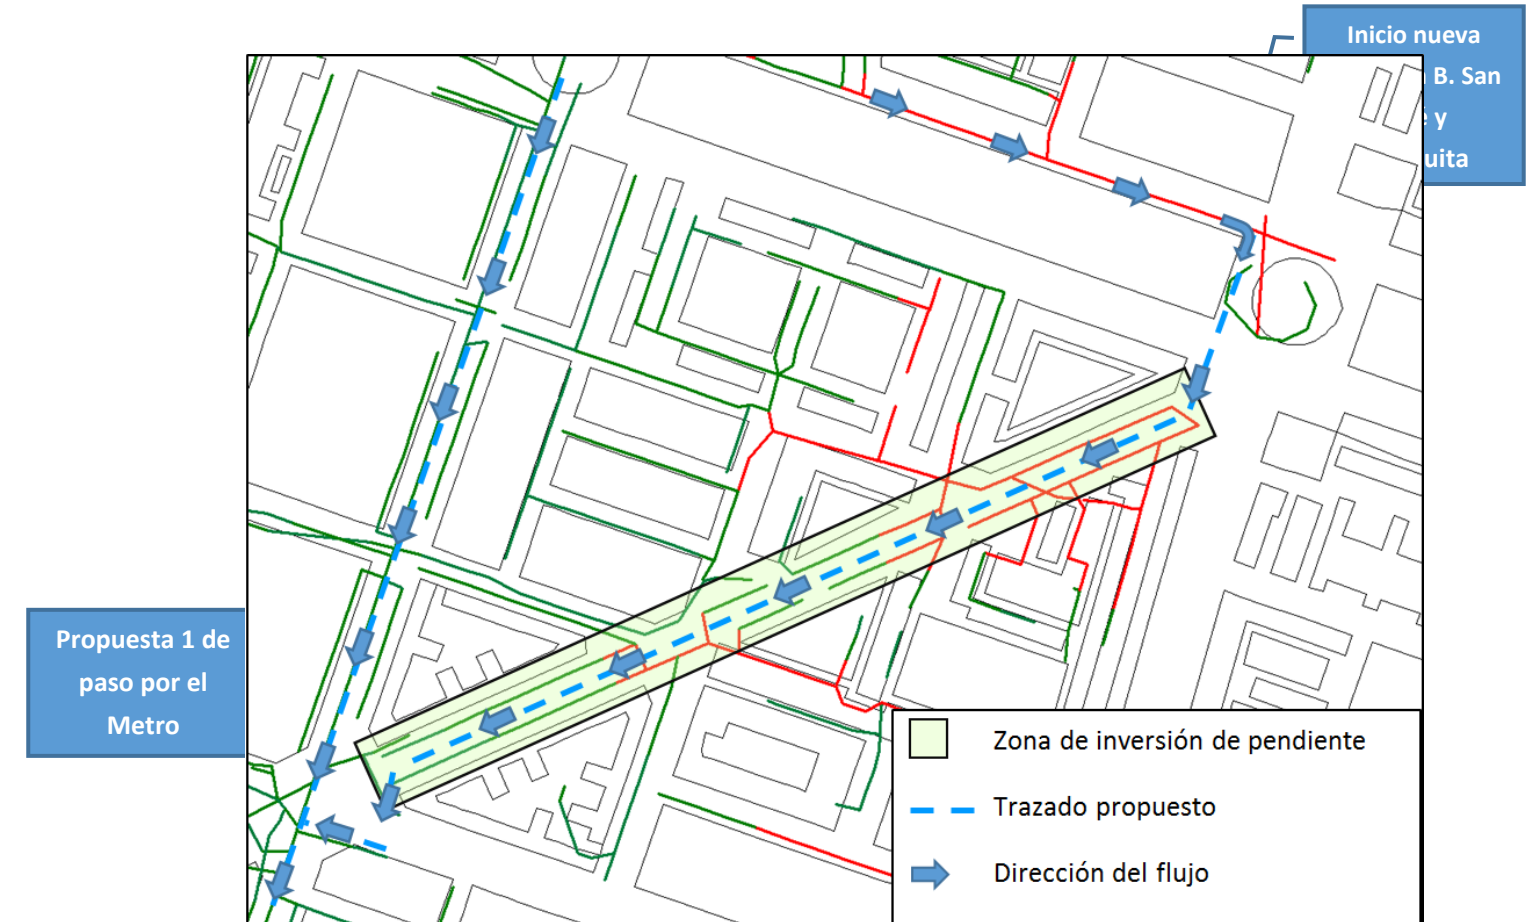 Inicio nueva
B. San
y
Propuesta 1 de
paso por el
Metro
Zona de inversión de pendiente
Trazado propuesto
Dirección del flujo